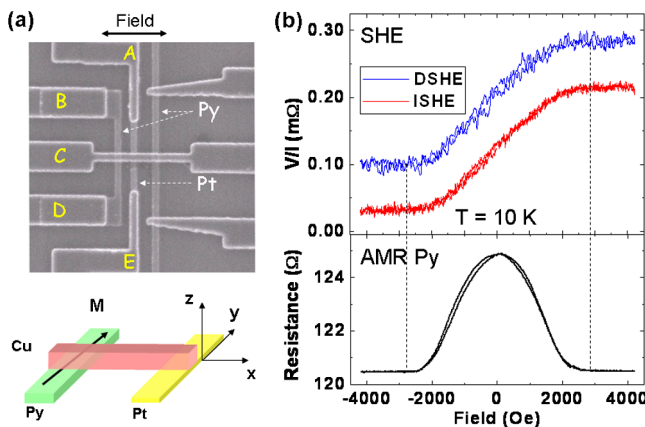 (a)
Field
A
B
Py
C
Pt
D
E
M
z
y
Cu
x
Py
Pt
(b)
SHE
DSHE
ISHE
0.30
0.20
0.10
0.00
V/I (mΩ)
T = 10 K
AMR Py
124
122
120
Resistance (Ω)
-4000 -2000 0 2000 4000
Field (Oe)